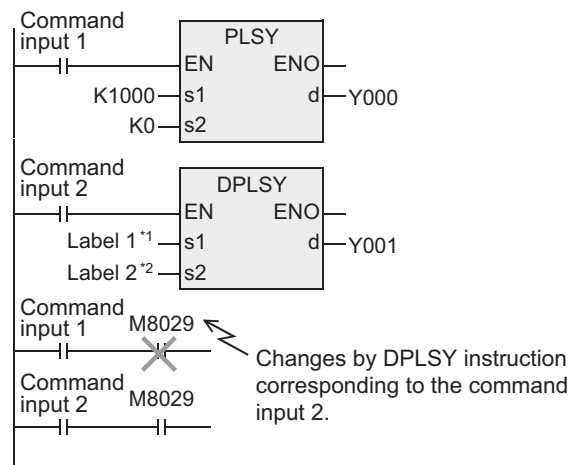 Command
input 1
PLSY
EN ENO
K1000 s1 d Y000
K0 s2
Command
input 2
DPLSY
EN ENO
Label 1*1 s1 d Y001
Label 2*2 s2
Command
input 1 M8029
Changes by DPLSY instruction
corresponding to the command
input 2.
Command
input 2 M8029